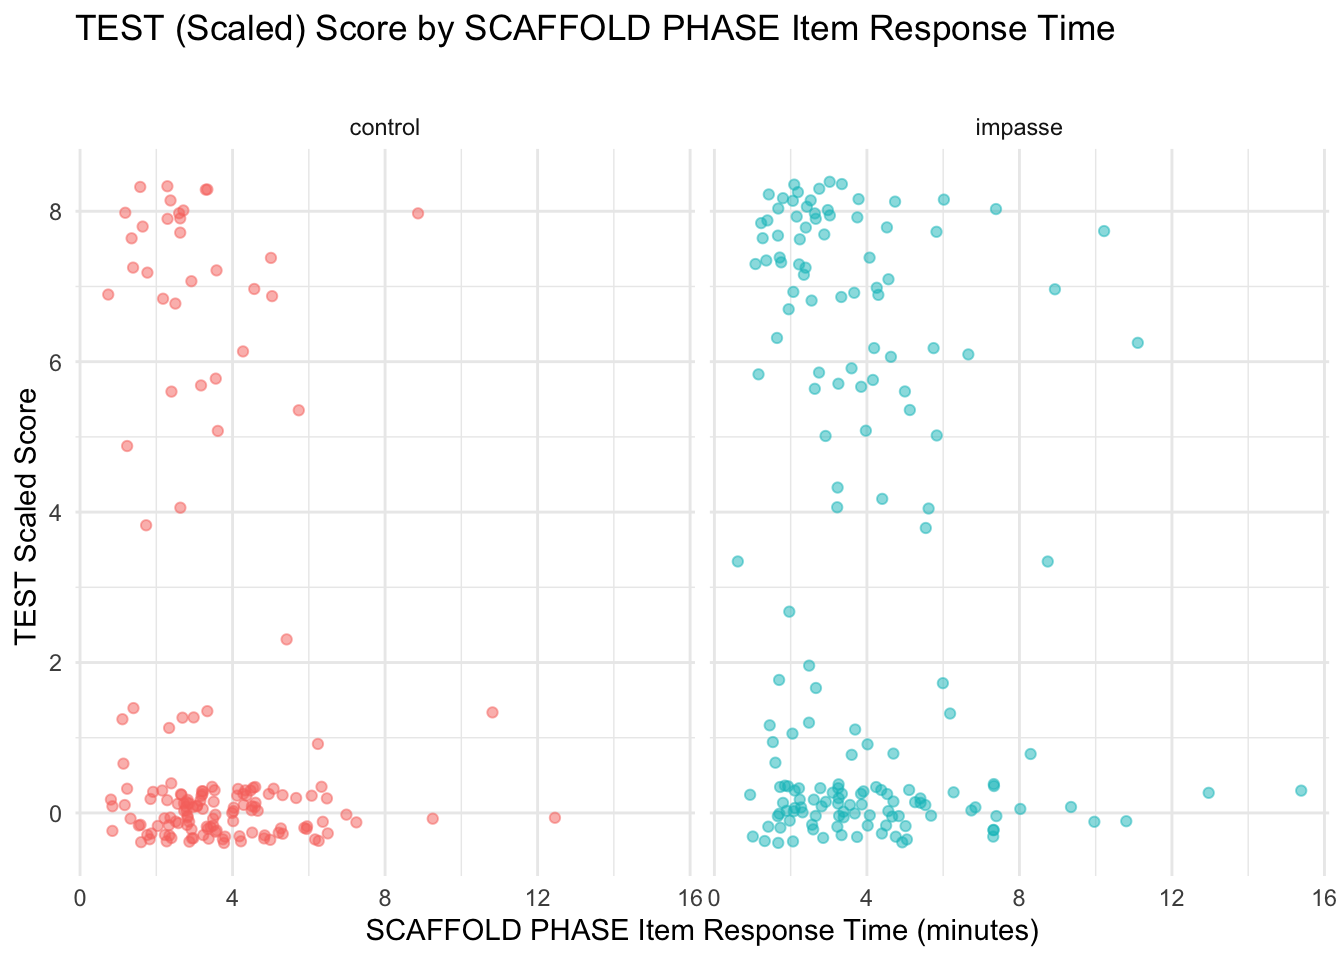 TEST (Scaled) Score by SCAFFOLD PHASE Item Response Time
control
impasse
TEST Scaled Score
8
6
4
2
0
0 4 8 12 16 0 4 8 12 16
SCAFFOLD PHASE Item Response Time (minutes)